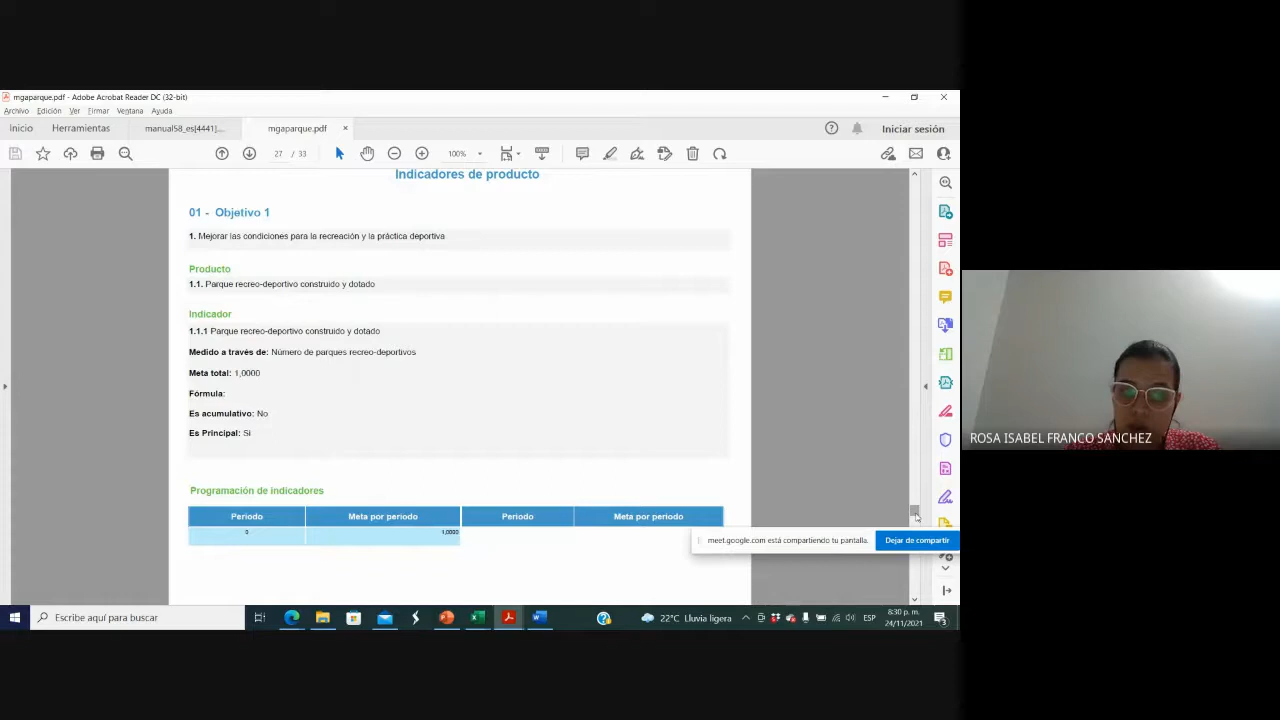 mgaparque.pdf - Adobe Acrobat Reader DC (32-bit)
Archivo Edición Ver Firmar Ventana Ayuda
Inicio Herramientas manual58_es[4441]... mgaparque.pdf × Iniciar sesión
27 / 33 100%
Indicadores de producto
01 - Objetivo 1
1. Mejorar las condiciones para la recreación y la práctica deportiva
Producto
1.1. Parque recreo-deportivo construido y dotado
Indicador
1.1.1 Parque recreo-deportivo construido y dotado
Medido a través de: Número de parques recreo-deportivos
Meta total: 1,0000
Fórmula:
Es acumulativo: No
Es Principal: Si
Programación de indicadores
Periodo Meta por periodo Periodo Meta por periodo
0 1,0000
meet.google.com está compartiendo tu pantalla. Dejar de compartir
ROSA ISABEL FRANCO SANCHEZ
Escribe aquí para buscar
22°C Lluvia ligera
ESP
8:30 p. m.
24/11/2021
3